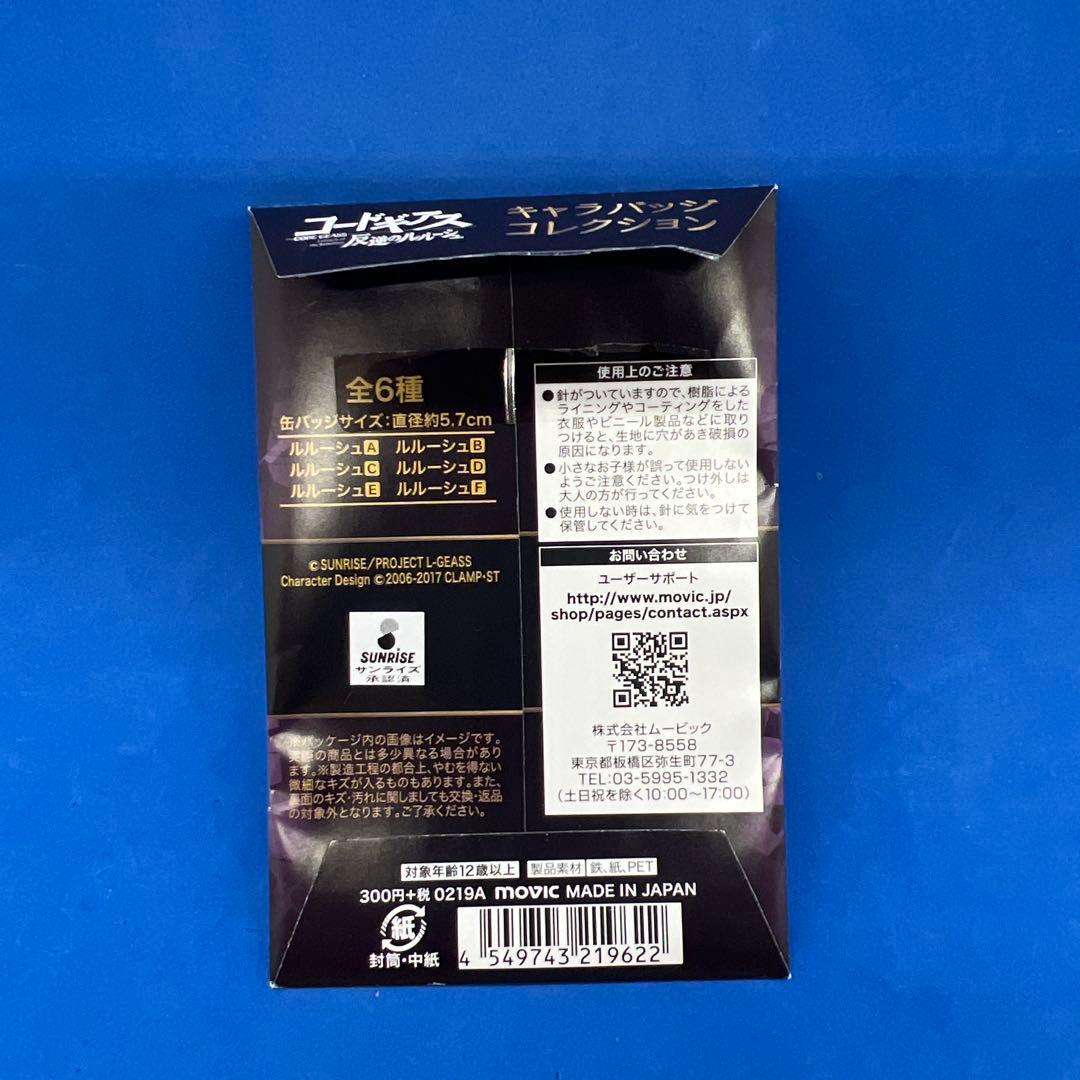 コードギアス
CODE GEASS
反逆のルルーシュ
キャラバッジ
コレクション
全6種
缶バッジサイズ:直径約5.7cm
ルルーシュA ルルーシュB
ルルーシュC ルルーシュD
ルルーシュE ルルーシュF
©SUNRISE/PROJECT L-GEASS
Character Design ©2006-2017 CLAMP・ST
SUNRISE
サンライズ
承認済
※パッケージ内の画像はイメージです。
実際の商品とは多少異なる場合があり
ます。※製造工程の都合上、やむを得ない
微細なキズが入るものもあります。また、
裏面のキズ・汚れに関しましても交換・返品
の対象外となります。ご了承ください。
使用上のご注意
●針がついていますので、樹脂による
ライニングやコーティングをした
衣服やビニール製品などに取り
つけると、生地に穴があき破損の
原因になります。
●小さなお子様が誤って使用しない
ようご注意ください。つけ外しは
大人の方が行ってください。
●使用しない時は、針に気をつけて
保管してください。
お問い合わせ
ユーザーサポート
http://www.movic.jp/
shop/pages/contact.aspx
株式会社ムービック
〒173-8558
東京都板橋区弥生町77-3
TEL:03-5995-1332
(土日祝を除く10:00〜17:00)
対象年齢12歳以上 製品素材 鉄、紙、PET
300円+税 0219A movic MADE IN JAPAN
紙
封筒・中紙
4 549743 219622